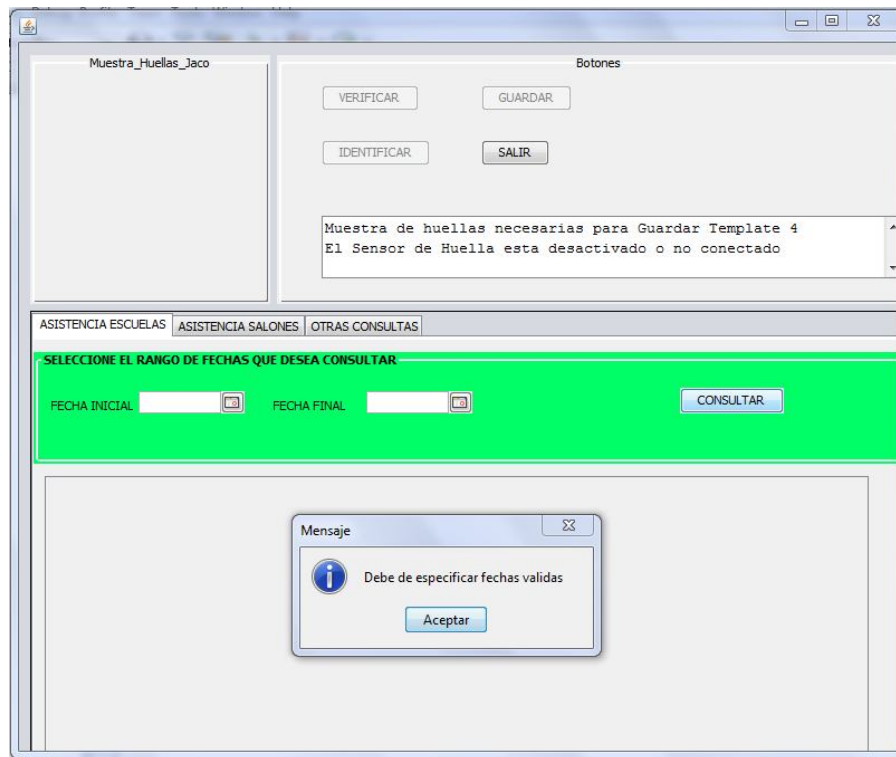 Muestra_Huellas_Jaco
Botones
VERIFICAR
GUARDAR
IDENTIFICAR
SALIR
Muestra de huellas necesarias para Guardar Template 4
El Sensor de Huella esta desactivado o no conectado
ASISTENCIA ESCUELAS
ASISTENCIA SALONES
OTRAS CONSULTAS
SELECCIONE EL RANGO DE FECHAS QUE DESEA CONSULTAR
FECHA INICIAL
FECHA FINAL
CONSULTAR
Mensaje
Debe de especificar fechas validas
Aceptar